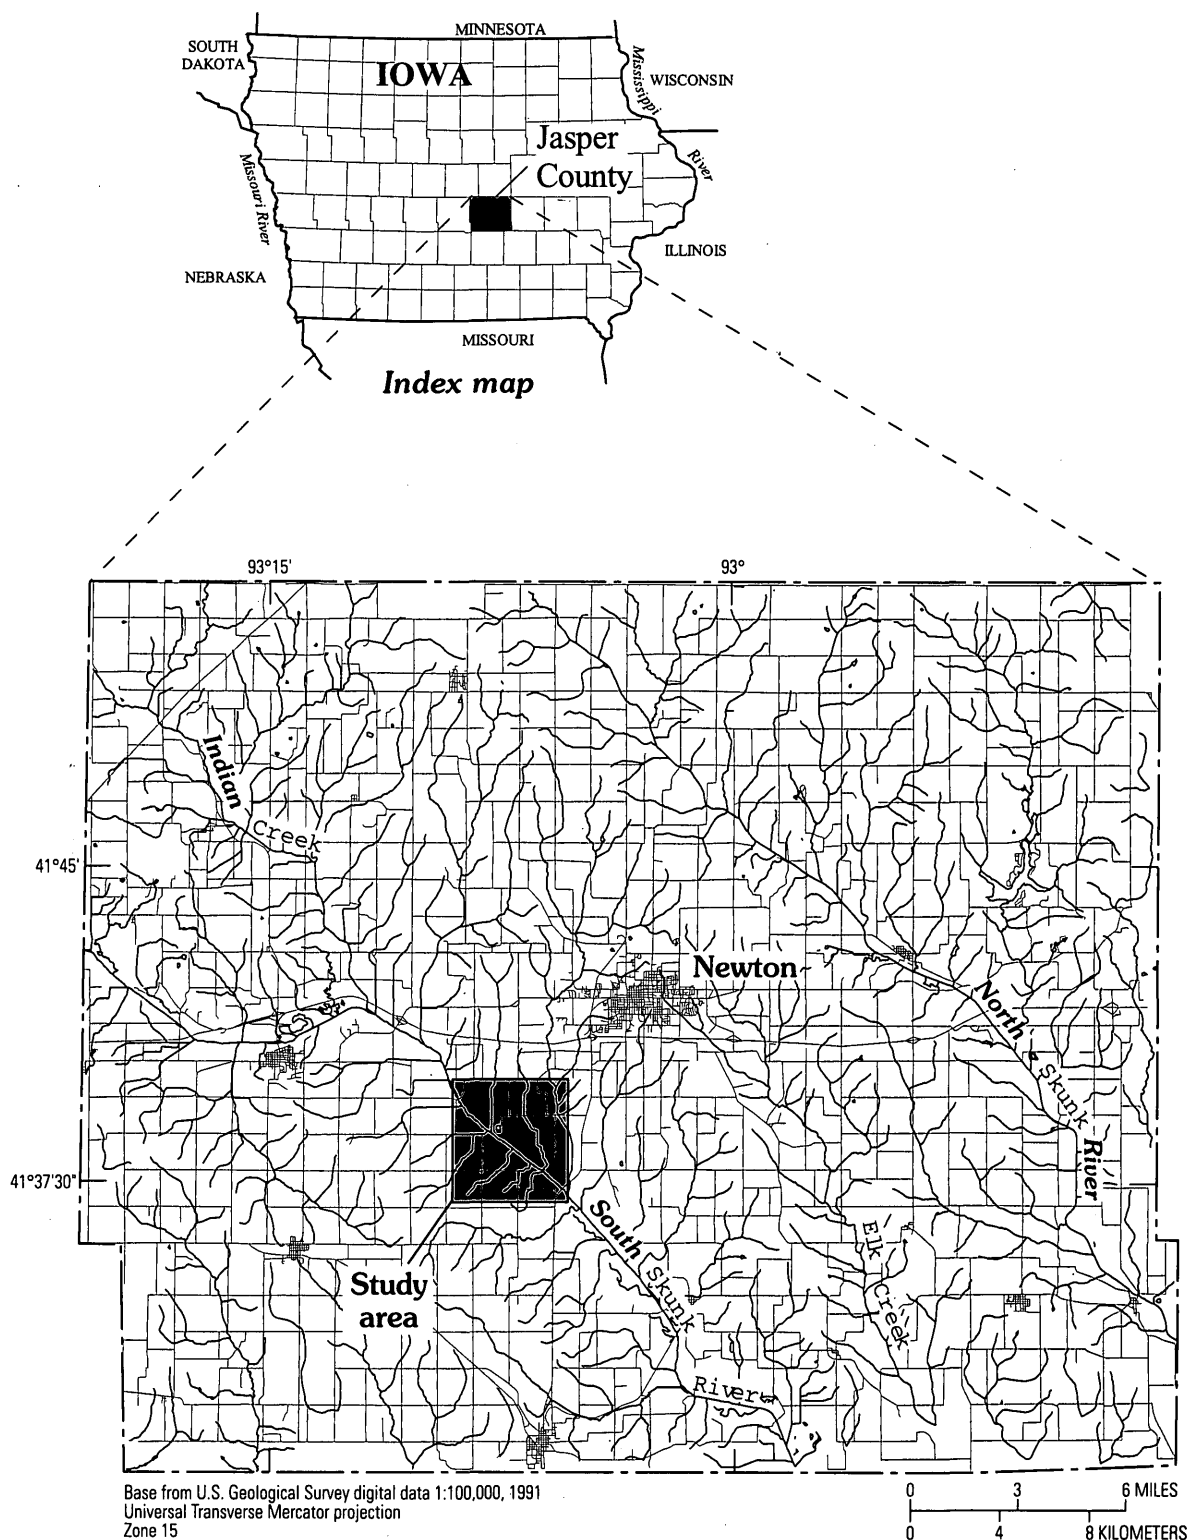 MINNESOTA
SOUTH
DAKOTA
IOWA
Mississippi
WISCONSIN
Jasper
County
River
Missouri River
ILLINOIS
NEBRASKA
MISSOURI
Index map
93°15'
93°
Indian
Creek
41°45'
Newton
North
Skunk
River
41°37'30"
South
Skunk
River
Elk
Creek
Study
area
Base from U.S. Geological Survey digital data 1:100,000, 1991
Universal Transverse Mercator projection
Zone 15
0 3 6 MILES
0 4 8 KILOMETERS